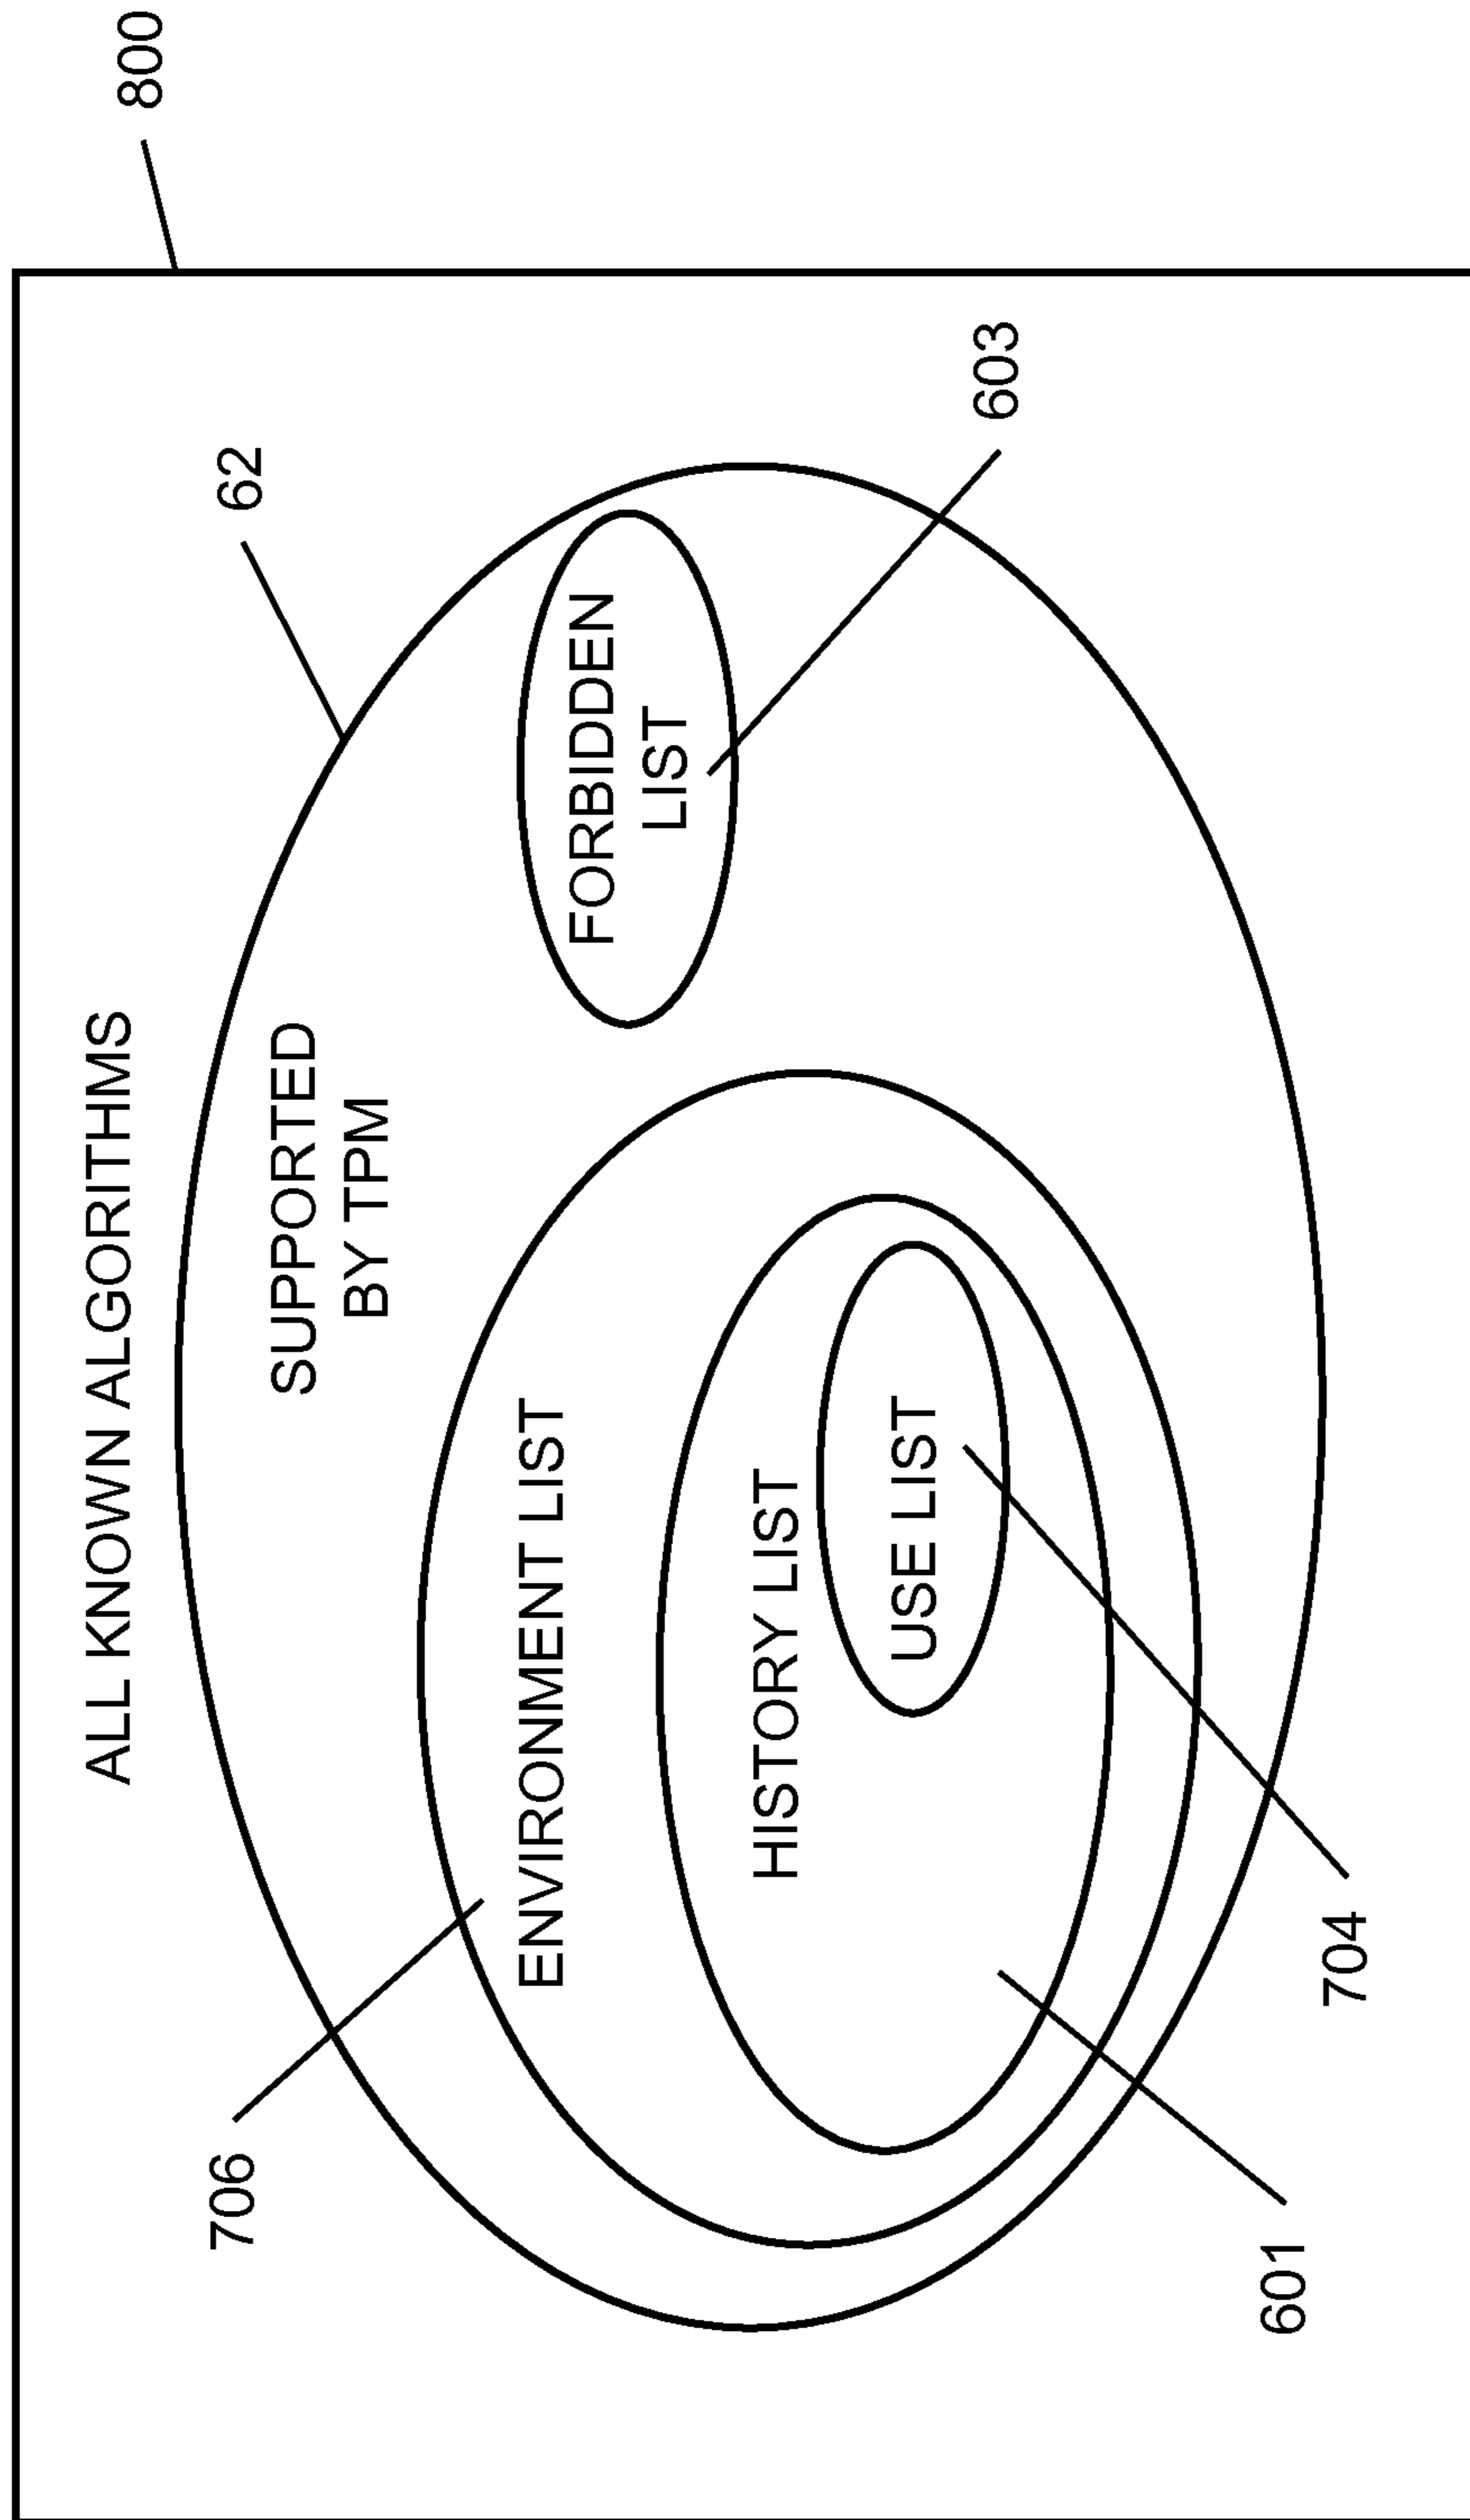 800
ALL KNOWN ALGORITHMS
62
SUPPORTED
BY TPM
706
ENVIRONMENT LIST
FORBIDDEN
LIST
HISTORY LIST
USE LIST
603
601
704